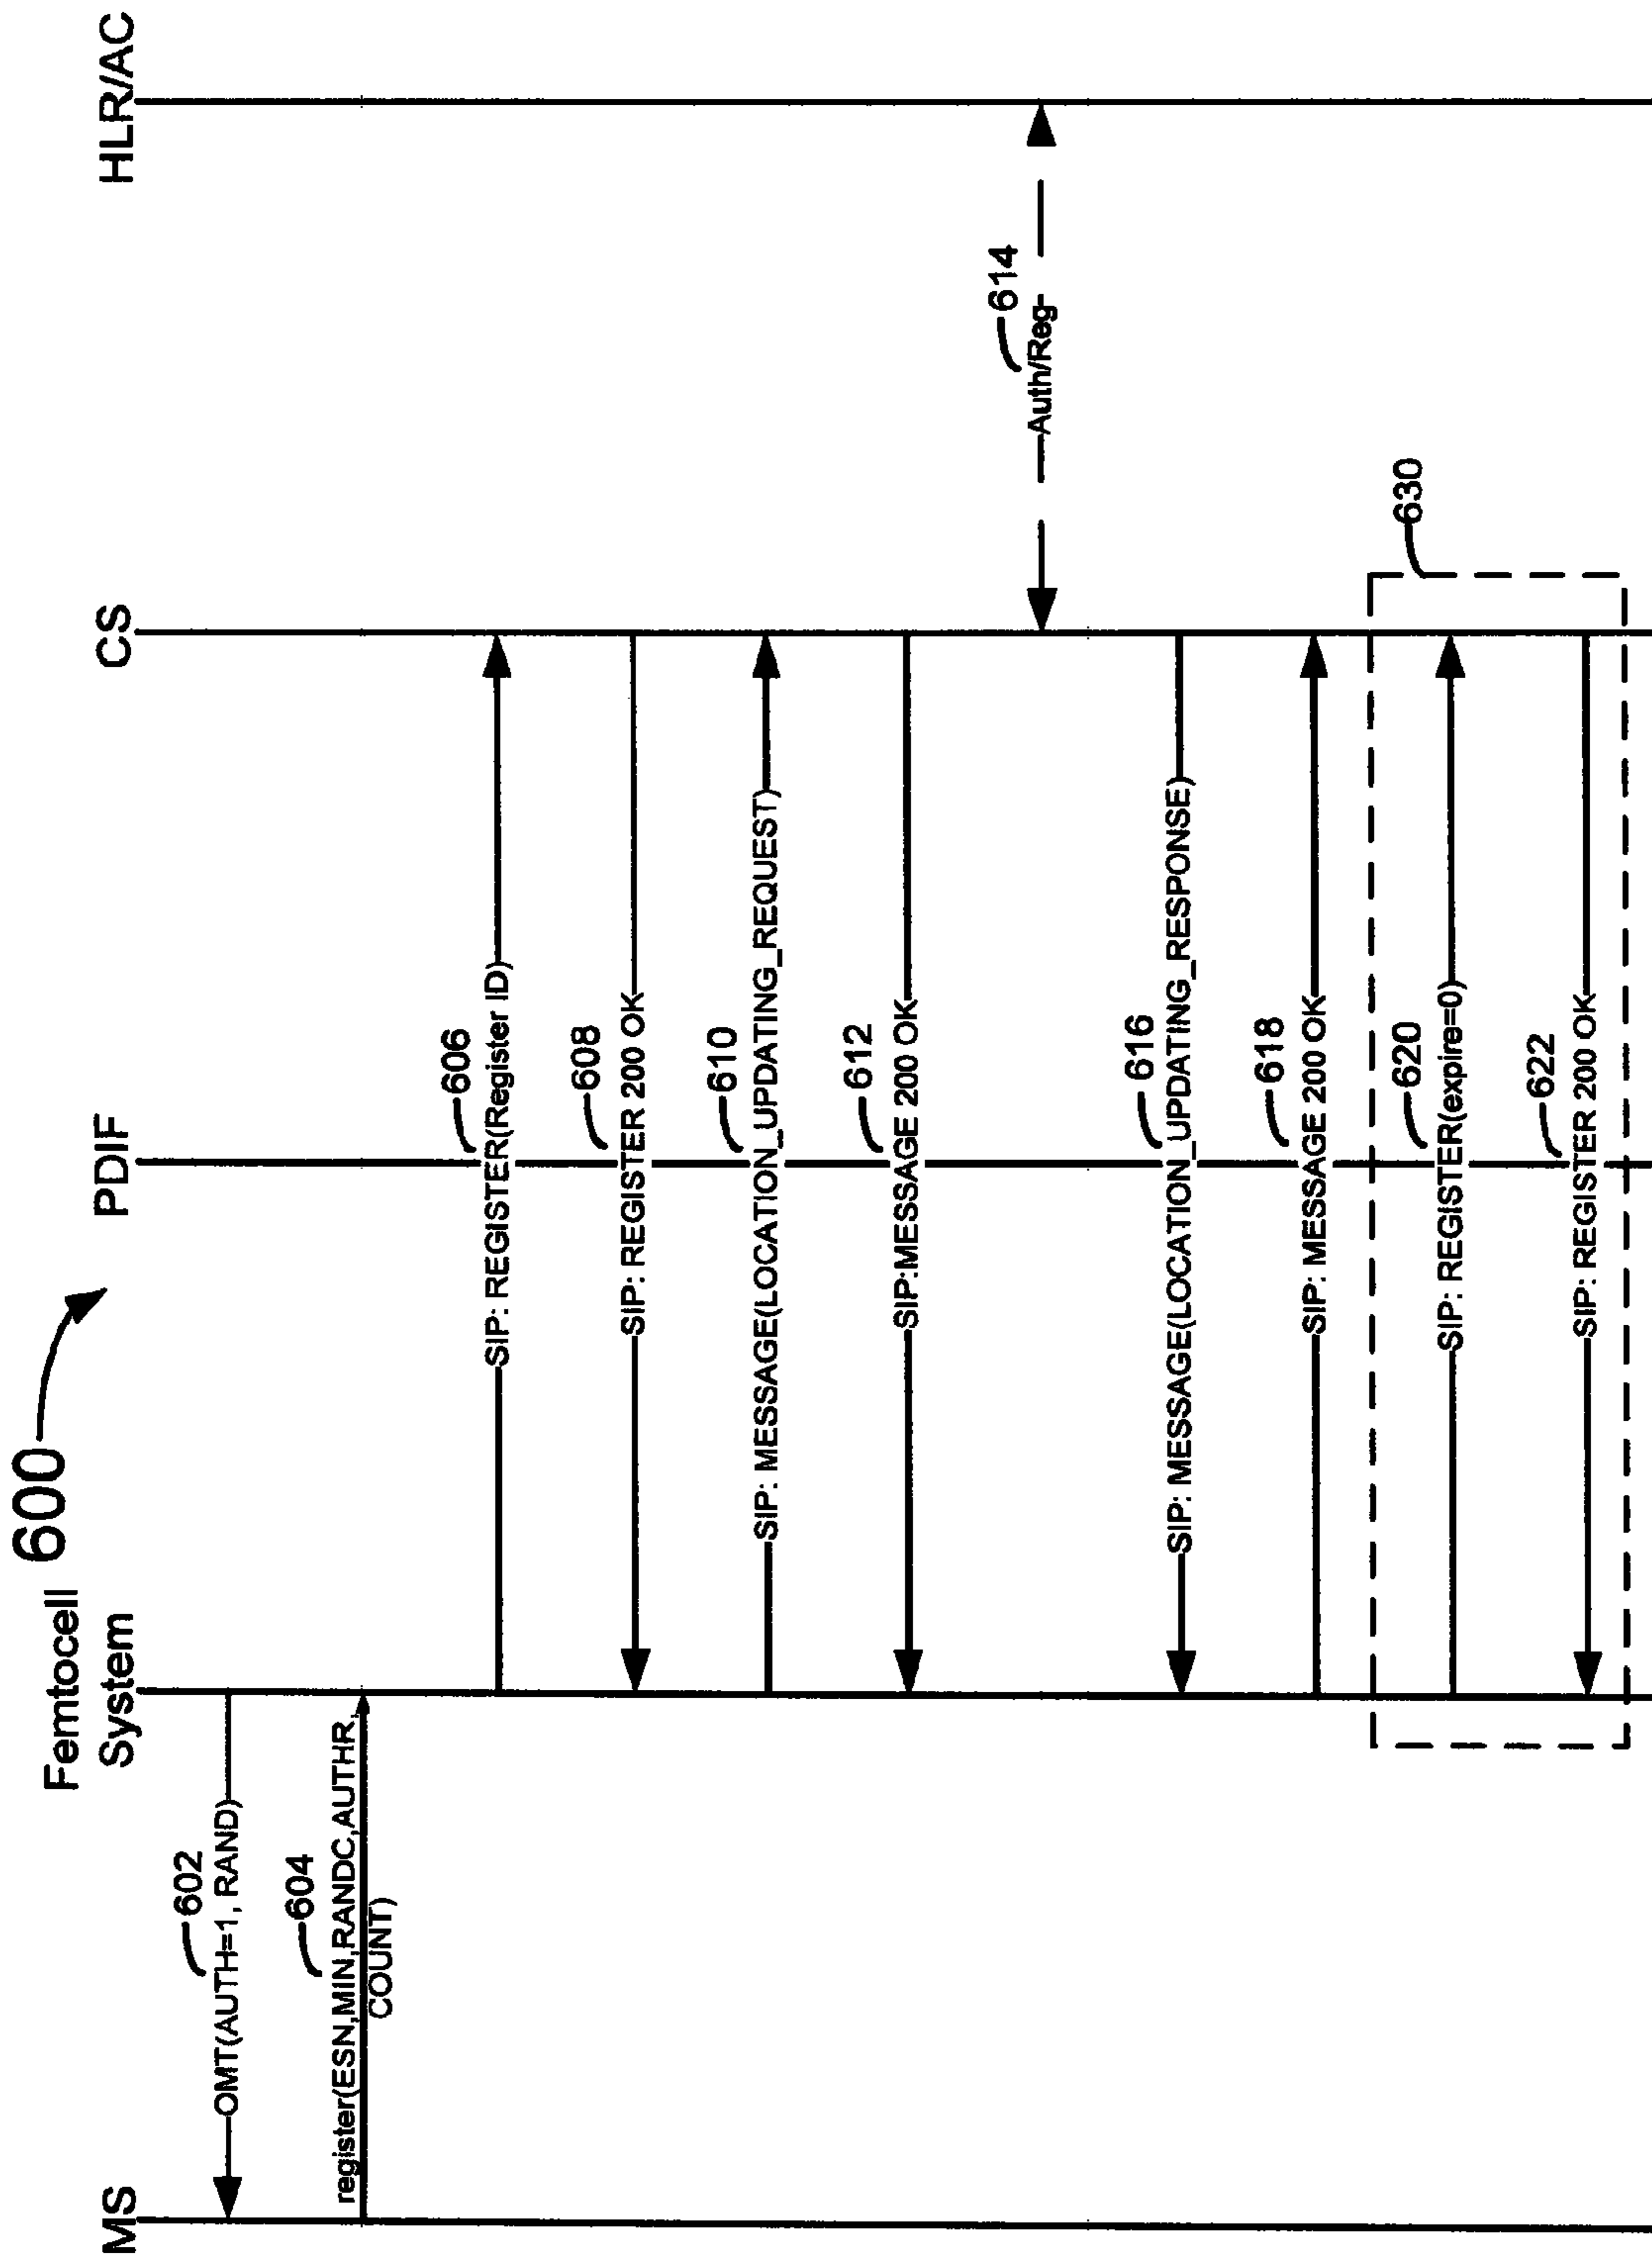 600
MS
Femtocell
System
PDIF
CS
HLR/AC
602
OMT(AUTH=1, RAND)
604
register(ESN,MIN,RANDC,AUTHR,
COUNT)
606
SIP: REGISTER(Register ID)
608
SIP: REGISTER 200 OK
610
SIP: MESSAGE(LOCATION_UPDATING_REQUEST)
612
SIP:MESSAGE 200 OK
614
Auth/Reg
616
SIP: MESSAGE(LOCATION_UPDATING_RESPONSE)
618
SIP: MESSAGE 200 OK
630
620
SIP: REGISTER(expire=0)
622
SIP: REGISTER 200 OK